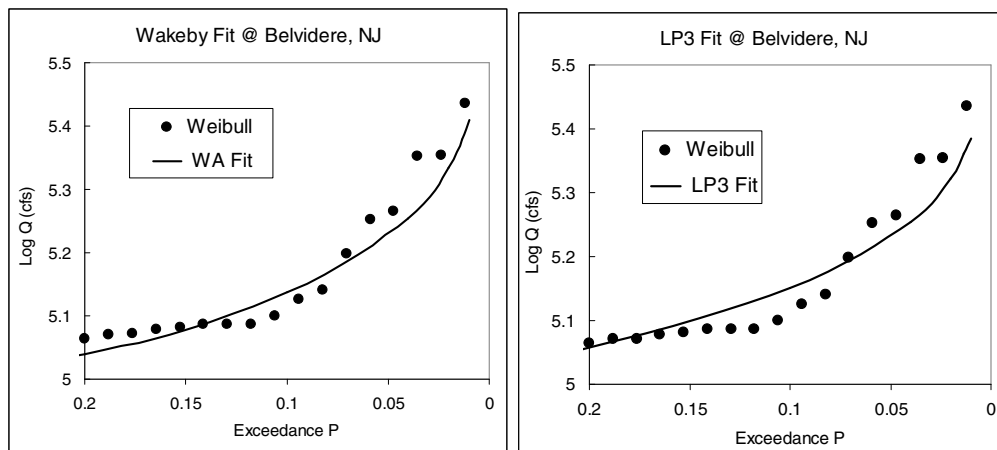 Wakeby Fit @ Belvidere, NJ
5.5
5.4
5.3
5.2
5.1
5
Log Q (cfs)
Weibull
WA Fit
0.2
0.15
0.1
0.05
0
Exceedance P
LP3 Fit @ Belvidere, NJ
5.5
5.4
5.3
5.2
5.1
5
Log Q (cfs)
Weibull
LP3 Fit
0.2
0.15
0.1
0.05
0
Exceedance P